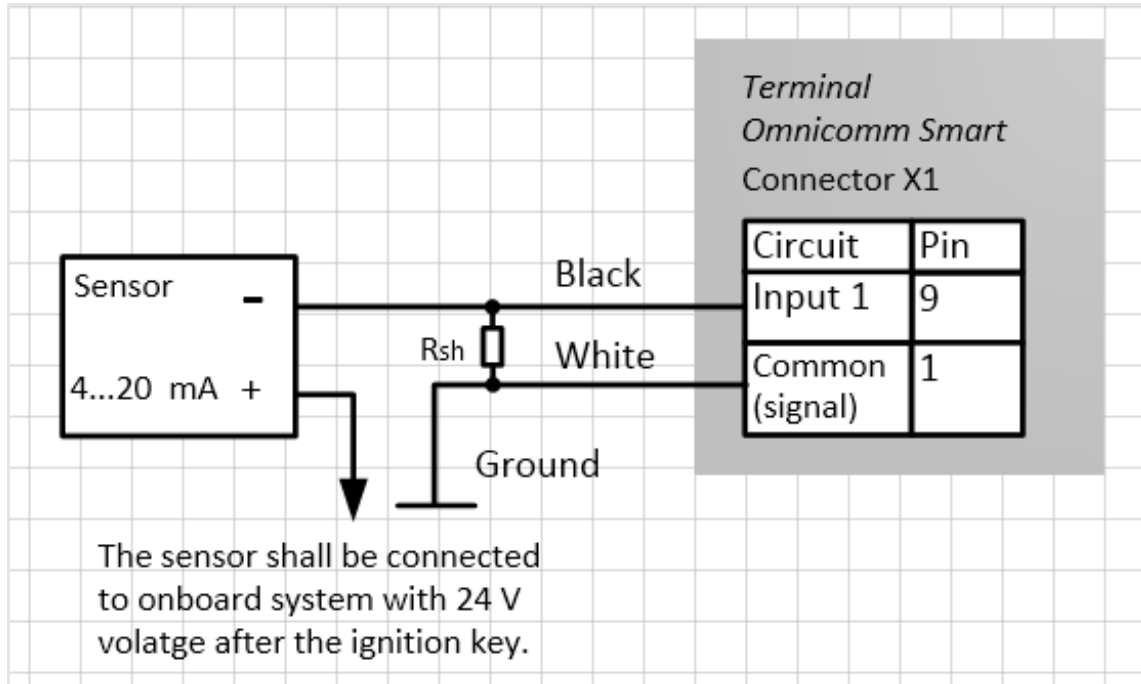 Terminal
Omnicomm Smart
Connector X1
Circuit Pin
Input 1 9
Common 1
(signal)
Sensor -
4...20 mA +
Black
Rsh
White
Ground
The sensor shall be connected
to onboard system with 24 V
volatge after the ignition key.